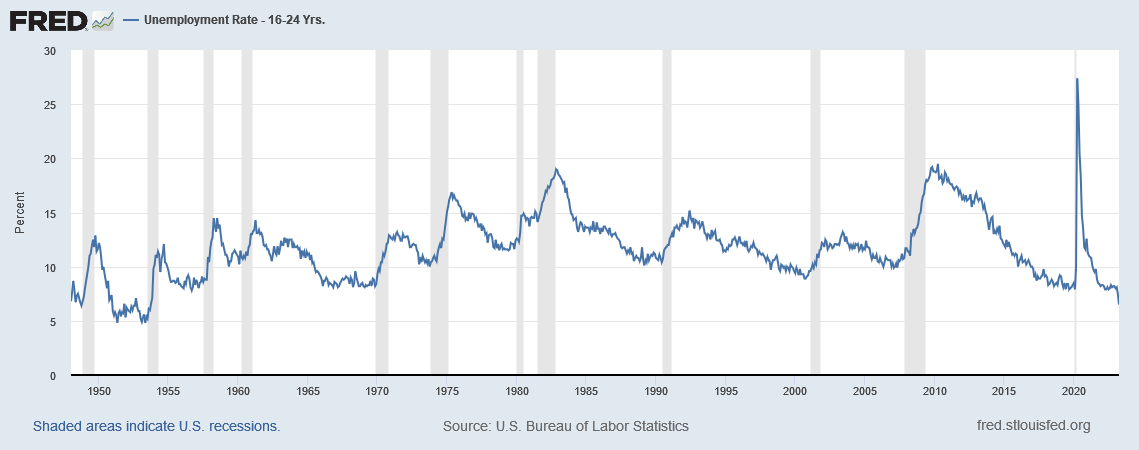 FRED
Unemployment Rate - 16-24 Yrs.
30
25
20
15
10
5
0
Percent
1950 1955 1960 1965 1970 1975 1980 1985 1990 1995 2000 2005 2010 2015 2020
Shaded areas indicate U.S. recessions. Source: U.S. Bureau of Labor Statistics fred.stlouisfed.org